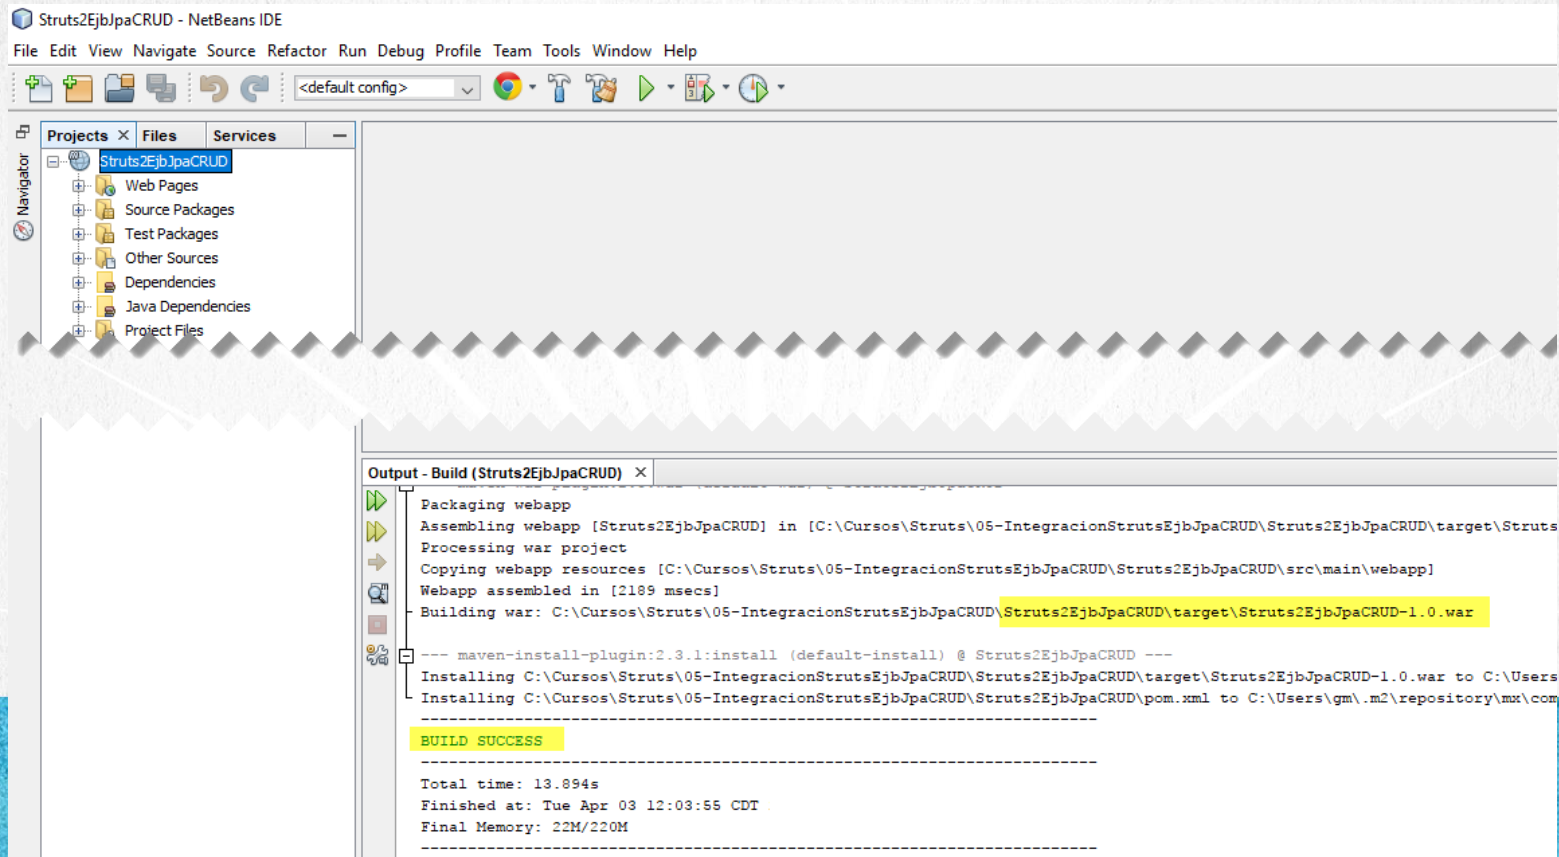 Struts2EjbJpaCRUD - NetBeans IDE
File Edit View Navigate Source Refactor Run Debug Profile Team Tools Window Help
<default config>
Projects Files Services
Navigator
Struts2EjbJpaCRUD
Web Pages
Source Packages
Test Packages
Other Sources
Dependencies
Java Dependencies
Project Files
Output - Build (Struts2EjbJpaCRUD)
Packaging webapp
Assembling webapp [Struts2EjbJpaCRUD] in [C:\Cursos\Struts\05-IntegracionStrutsEjbJpaCRUD\Struts2EjbJpaCRUD\target\Struts
Processing war project
Copying webapp resources [C:\Cursos\Struts\05-IntegracionStrutsEjbJpaCRUD\Struts2EjbJpaCRUD\src\main\webapp]
Webapp assembled in [2189 msecs]
Building war: C:\Cursos\Struts\05-IntegracionStrutsEjbJpaCRUD\Struts2EjbJpaCRUD\target\Struts2EjbJpaCRUD-1.0.war
--- maven-install-plugin:2.3.1:install (default-install) @ Struts2EjbJpaCRUD ---
Installing C:\Cursos\Struts\05-IntegracionStrutsEjbJpaCRUD\Struts2EjbJpaCRUD\target\Struts2EjbJpaCRUD-1.0.war to C:\Users
Installing C:\Cursos\Struts\05-IntegracionStrutsEjbJpaCRUD\Struts2EjbJpaCRUD\pom.xml to C:\Users\gm\.m2\repository\mx\com
------------------------------------------------------------------------
BUILD SUCCESS
------------------------------------------------------------------------
Total time: 13.894s
Finished at: Tue Apr 03 12:03:55 CDT
Final Memory: 22M/220M
------------------------------------------------------------------------